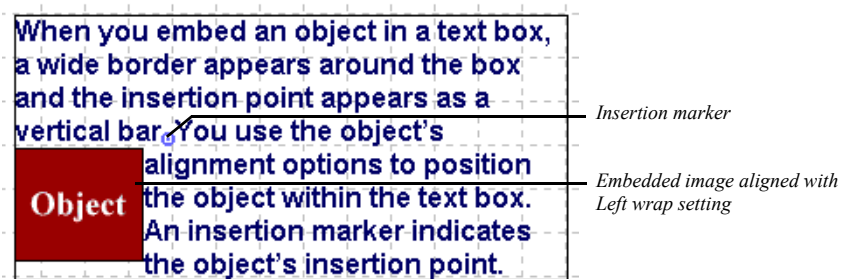 When you embed an object in a text box,
a wide border appears around the box
and the insertion point appears as a
vertical bar. You use the object's
alignment options to position
the object within the text box.
An insertion marker indicates
the object's insertion point.
Object
Insertion marker
Embedded image aligned with
Left wrap setting